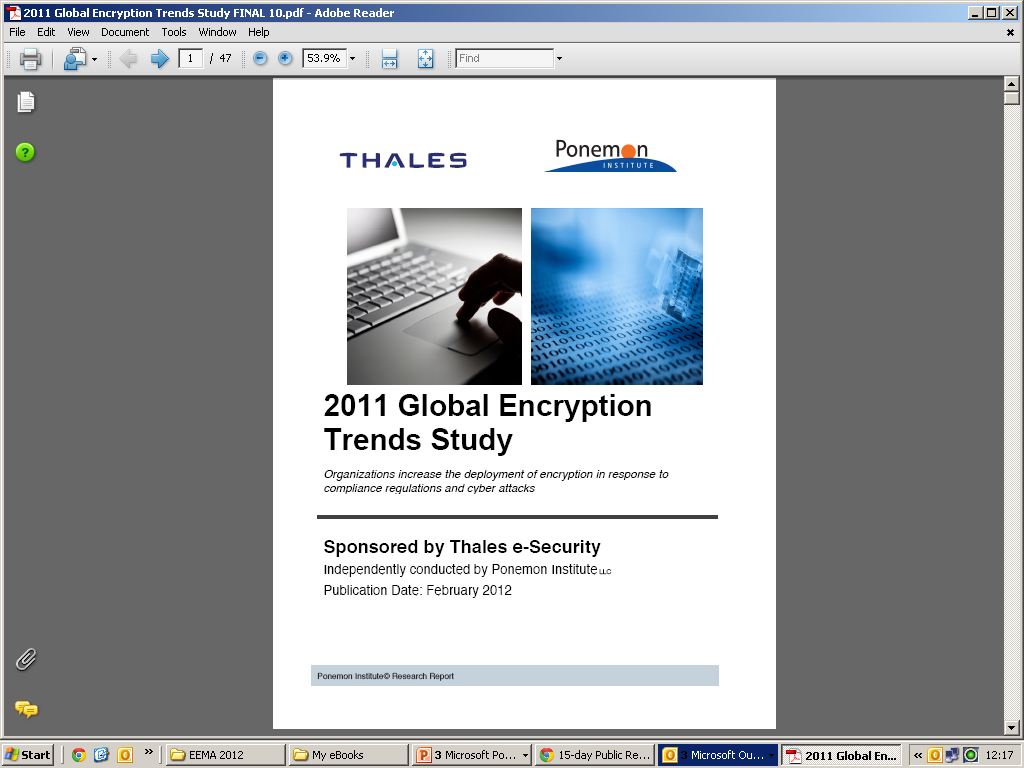 2011 Global Encryption Trends Study FINAL 10.pdf - Adobe Reader
File Edit View Document Tools Window Help
1 / 47 53.9% Find
THALES
Ponemon
INSTITUTE
2011 Global Encryption
Trends Study
Organizations increase the deployment of encryption in response to
compliance regulations and cyber attacks
Sponsored by Thales e-Security
Independently conducted by Ponemon Institute LLC
Publication Date: February 2012
Ponemon Institute© Research Report
Start » EEMA 2012 My eBooks 3 Microsoft Po... 15-day Public Re... 3 Microsoft Ou... 2011 Global En... « 12:17